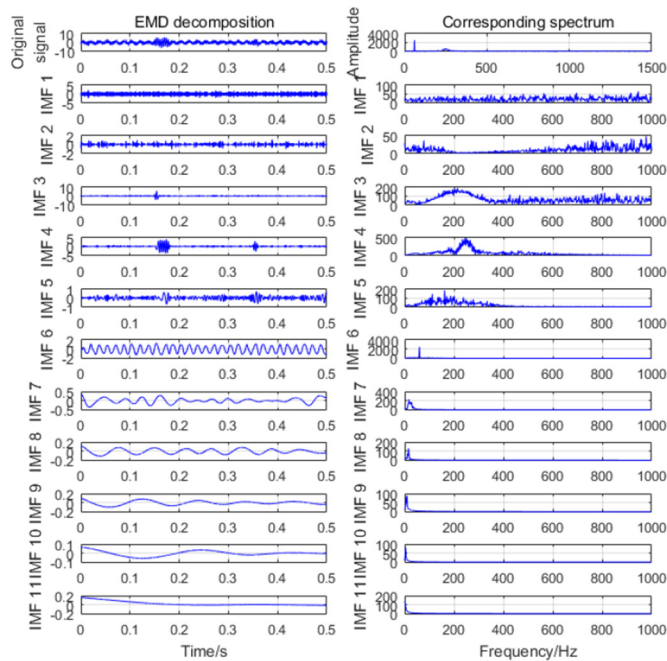 EMD decomposition Corresponding spectrum
Original signal
10
0
-10
0 0.1 0.2 0.3 0.4 0.5
Amplitude
4000
2000
0
0 500 1000 1500
IMF 1
5
0
-5
0 0.1 0.2 0.3 0.4 0.5
IMF 1
100
50
0
0 200 400 600 800 1000
IMF 2
2
0
-2
0 0.1 0.2 0.3 0.4 0.5
IMF 2
50
0
0 200 400 600 800 1000
IMF 3
10
0
-10
0 0.1 0.2 0.3 0.4 0.5
IMF 3
200
100
0
0 200 400 600 800 1000
IMF 4
5
0
-5
0 0.1 0.2 0.3 0.4 0.5
IMF 4
500
0
0 200 400 600 800 1000
IMF 5
1
0
-1
0 0.1 0.2 0.3 0.4 0.5
IMF 5
200
100
0
0 200 400 600 800 1000
IMF 6
2
0
-2
0 0.1 0.2 0.3 0.4 0.5
IMF 6
4000
2000
0
0 200 400 600 800 1000
IMF 7
0.5
0
-0.5
0 0.1 0.2 0.3 0.4 0.5
IMF 7
400
200
0
0 200 400 600 800 1000
IMF 8
0.2
0
-0.2
0 0.1 0.2 0.3 0.4 0.5
IMF 8
200
100
0
0 200 400 600 800 1000
IMF 9
0.2
0
-0.2
0 0.1 0.2 0.3 0.4 0.5
IMF 9
100
50
0
0 200 400 600 800 1000
IMF 10
0.1
0
-0.1
0 0.1 0.2 0.3 0.4 0.5
IMF 10
100
50
0
0 200 400 600 800 1000
IMF 11
0.2
0
-0.2
0 0.1 0.2 0.3 0.4 0.5
IMF 11
200
100
0
0 200 400 600 800 1000
Time/s Frequency/Hz